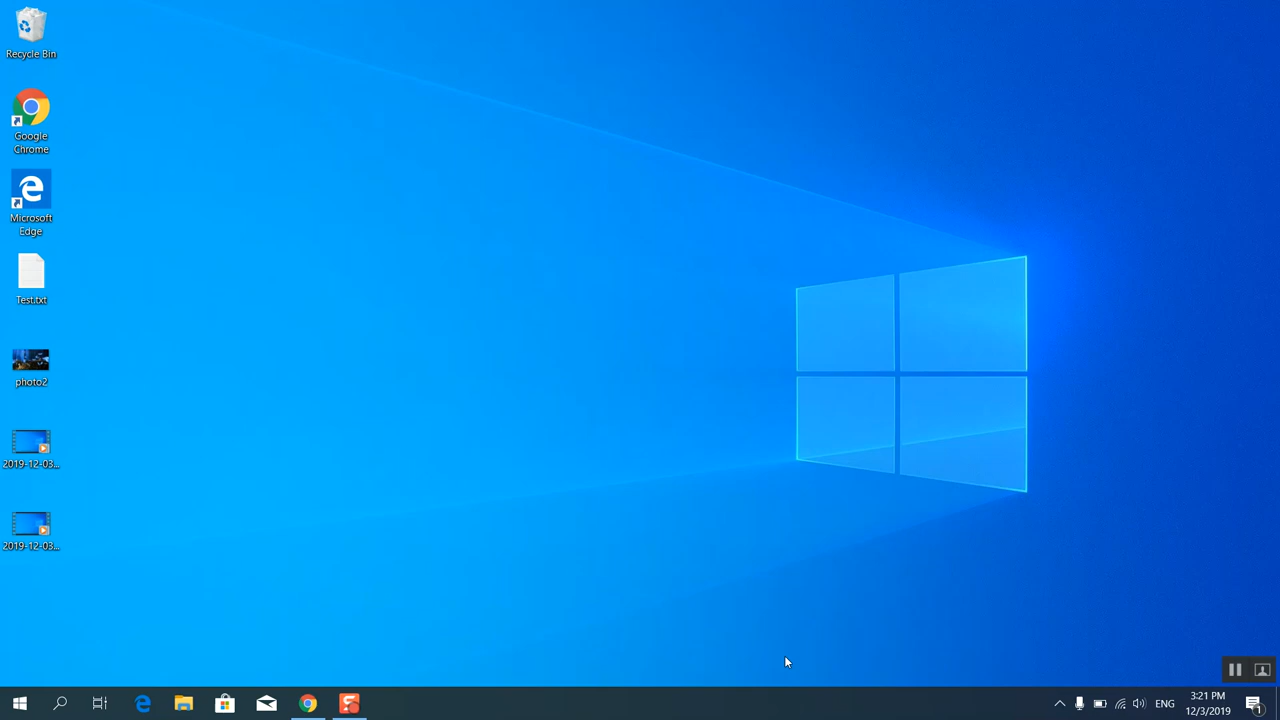 Recycle Bin
Google
Chrome
Microsoft
Edge
Test.txt
photo2
2019-12-03...
2019-12-03...
ENG
3:21 PM
12/3/2019
1